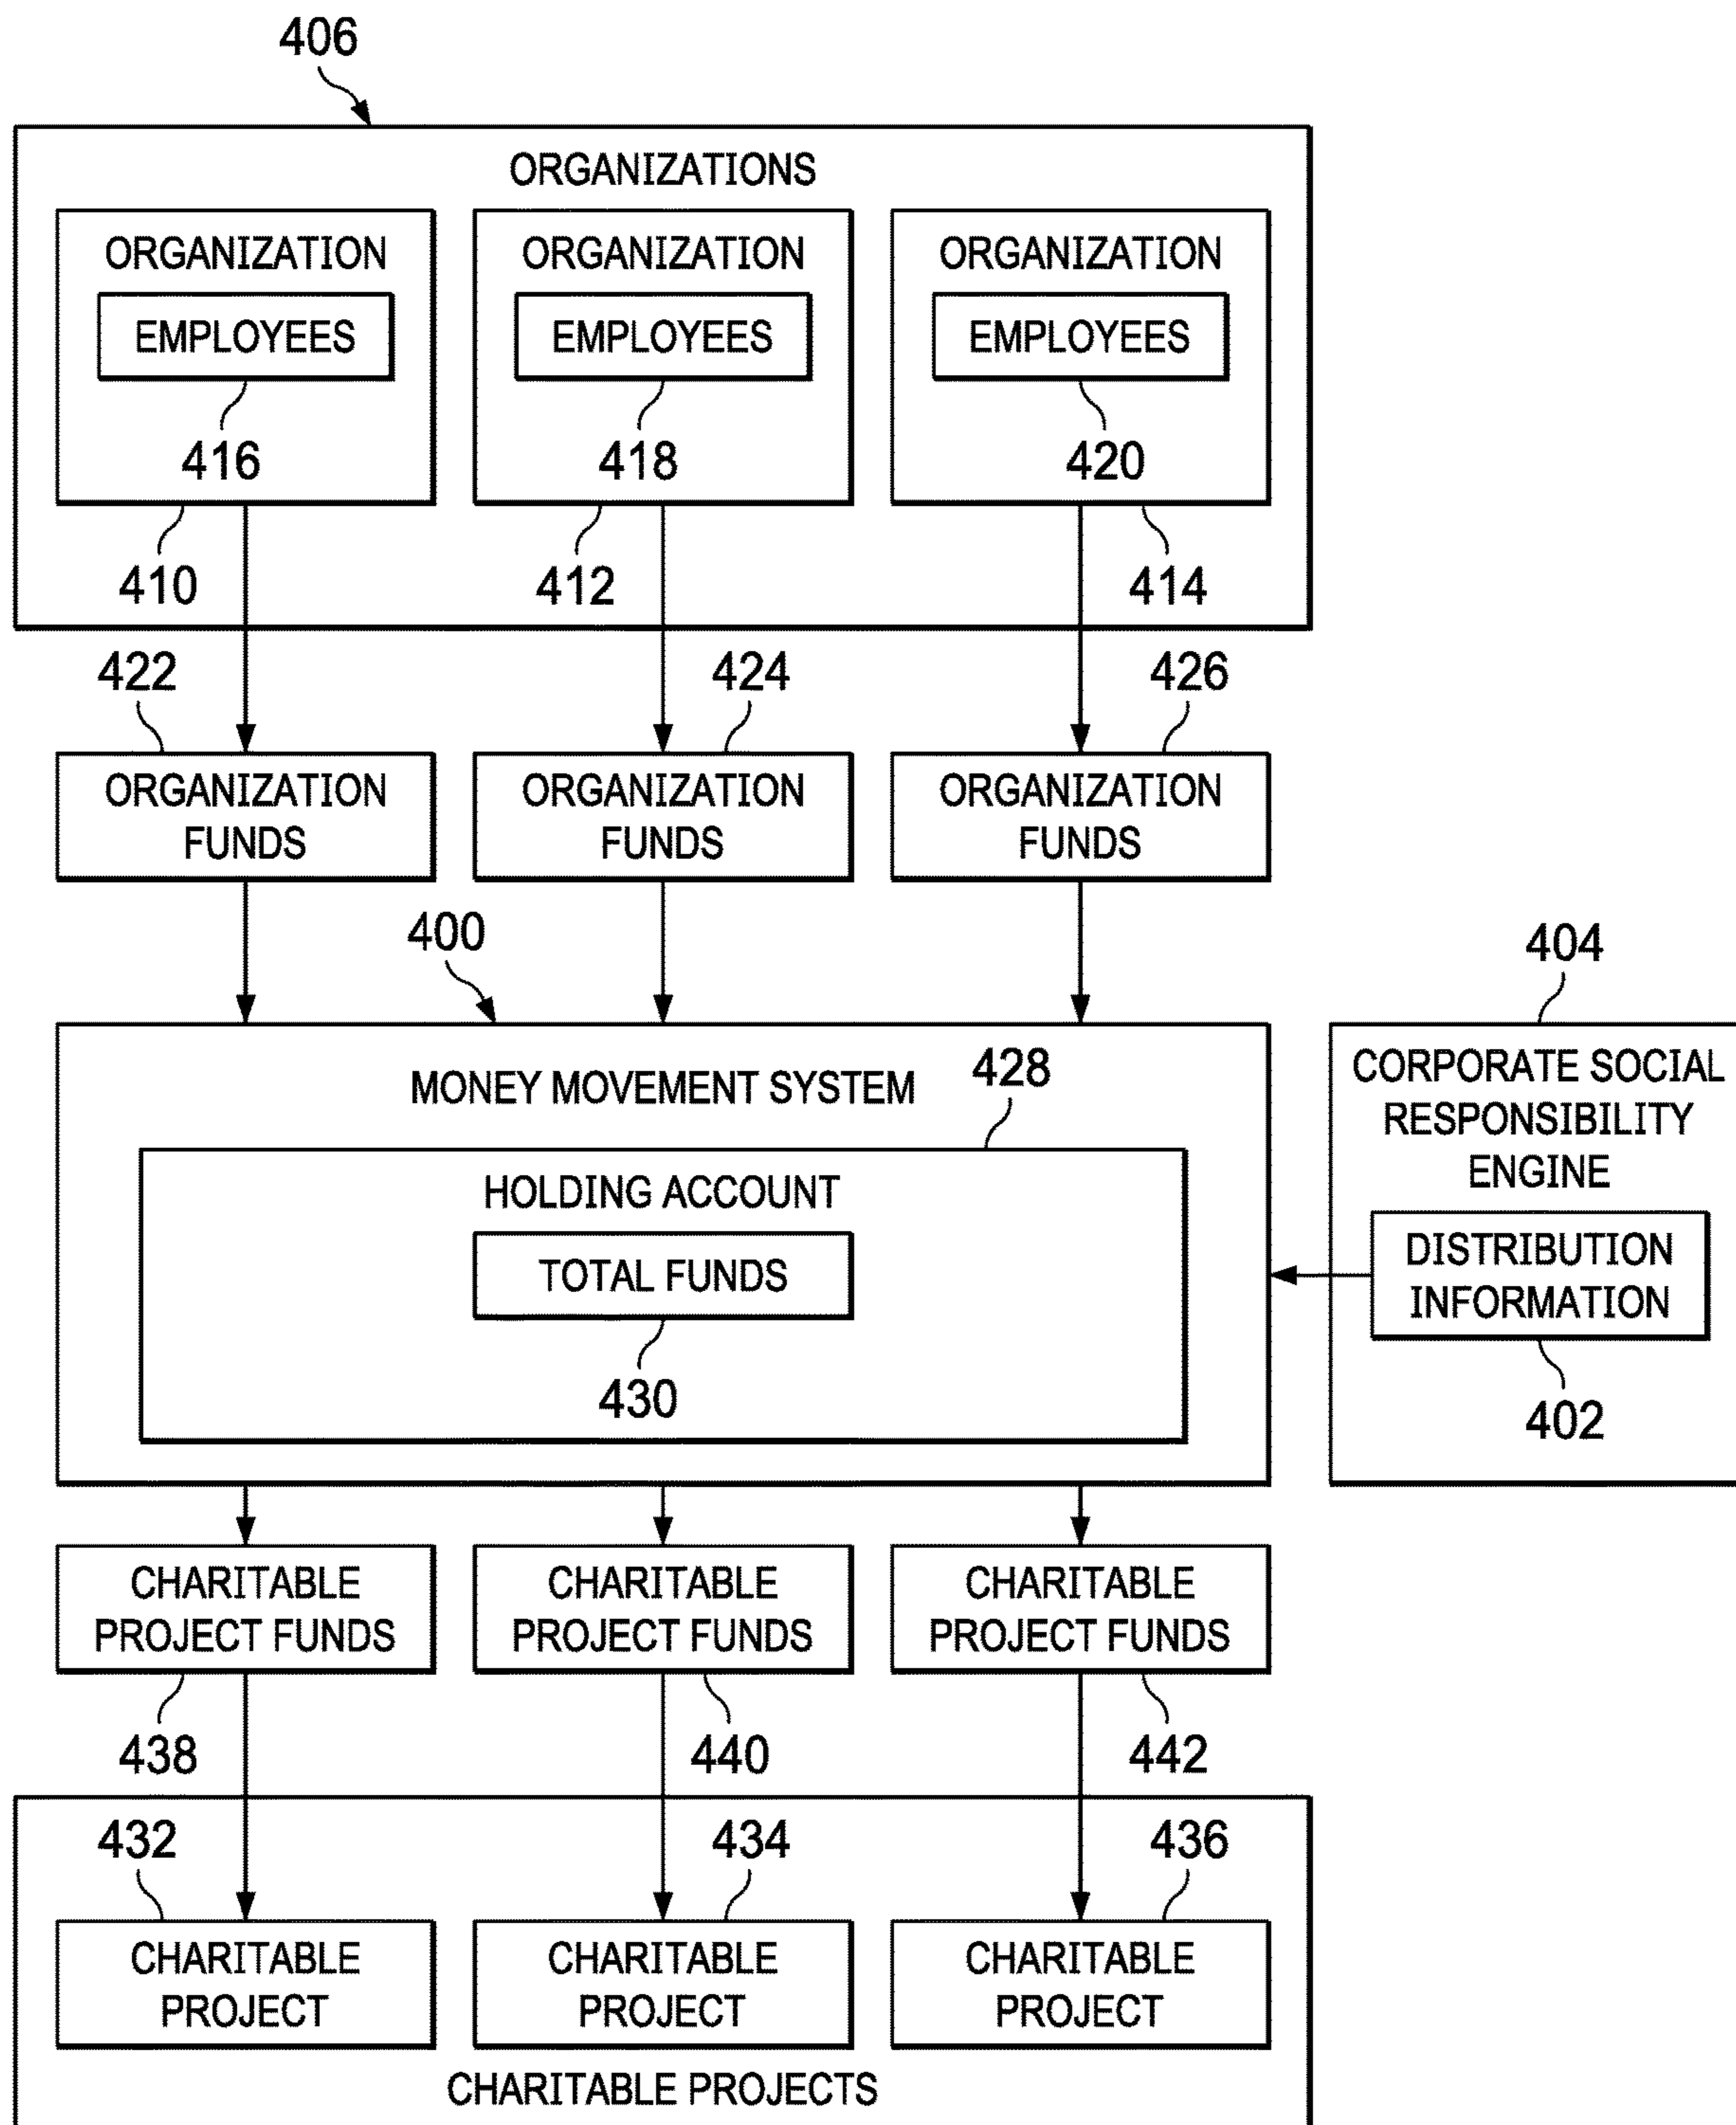 406
ORGANIZATIONS
ORGANIZATION
ORGANIZATION
ORGANIZATION
EMPLOYEES
EMPLOYEES
EMPLOYEES
416
418
420
410
412
414
422
424
426
ORGANIZATION
FUNDS
ORGANIZATION
FUNDS
ORGANIZATION
FUNDS
400
404
MONEY MOVEMENT SYSTEM
428
HOLDING ACCOUNT
TOTAL FUNDS
430
CORPORATE SOCIAL
RESPONSIBILITY
ENGINE
DISTRIBUTION
INFORMATION
402
CHARITABLE
PROJECT FUNDS
CHARITABLE
PROJECT FUNDS
CHARITABLE
PROJECT FUNDS
438
440
442
432
434
436
CHARITABLE
PROJECT
CHARITABLE
PROJECT
CHARITABLE
PROJECT
CHARITABLE PROJECTS